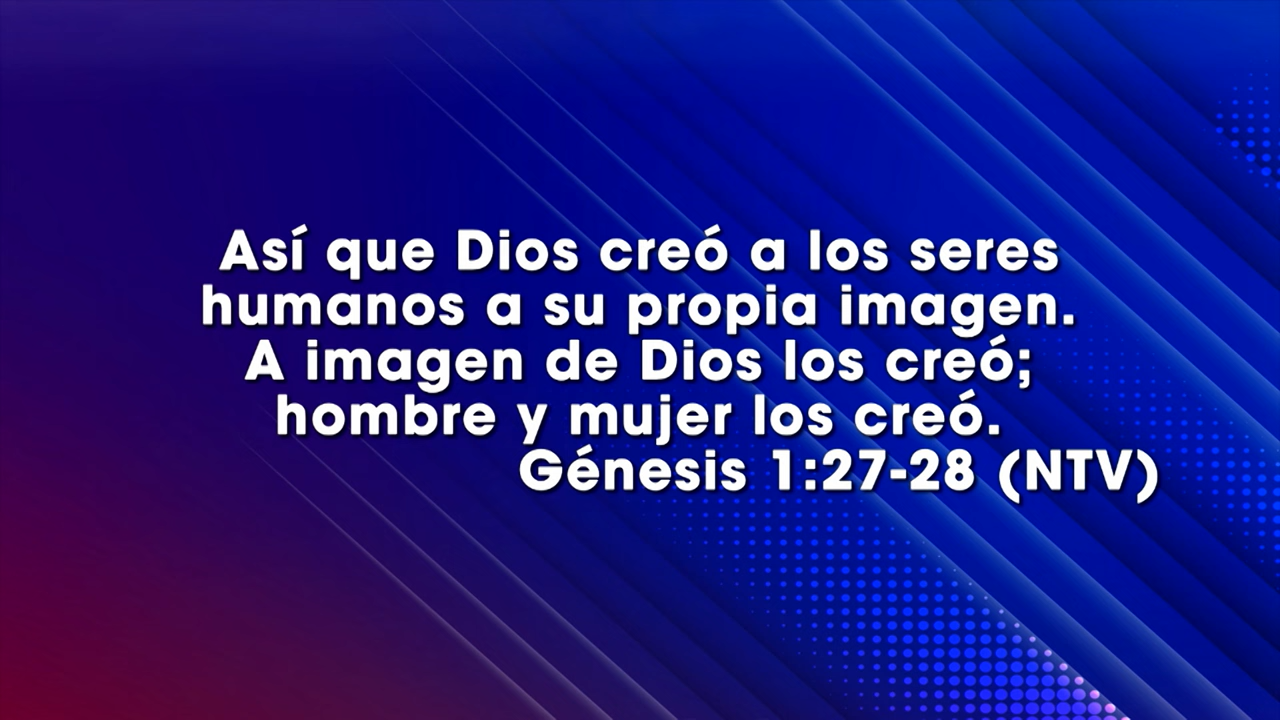 Así que Dios creó a los seres
humanos a su propia imagen.
A imagen de Dios los creó;
hombre y mujer los creó.
Génesis 1:27-28 (NTV)